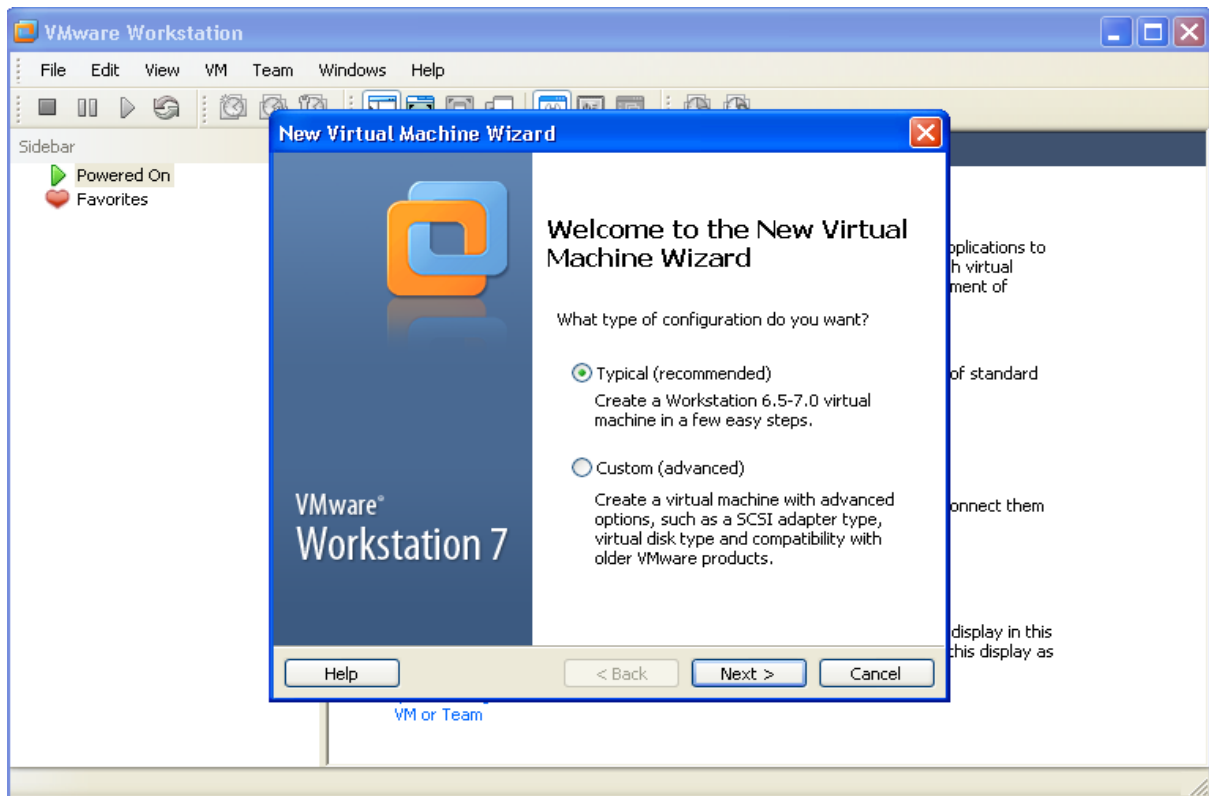 VMware Workstation
File Edit View VM Team Windows Help
Sidebar
Powered On
Favorites
New Virtual Machine Wizard
Welcome to the New Virtual
Machine Wizard
What type of configuration do you want?
Typical (recommended)
Create a Workstation 6.5-7.0 virtual
machine in a few easy steps.
Custom (advanced)
Create a virtual machine with advanced
options, such as a SCSI adapter type,
virtual disk type and compatibility with
older VMware products.
VMware®
Workstation 7
Help < Back Next > Cancel
applications to
h virtual
ment of
of standard
onnect them
display in this
this display as
VM or Team